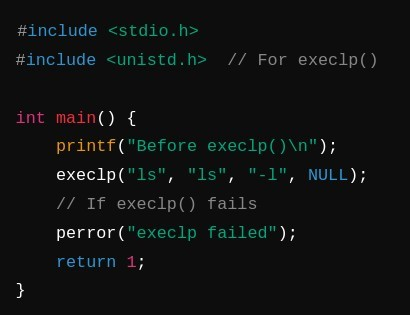 #include <stdio.h>
#include <unistd.h>  // For execlp()

int main() {
    printf("Before execlp()\n");
    execlp("ls", "ls", "-l", NULL);
    // If execlp() fails
    perror("execlp failed");
    return 1;
}